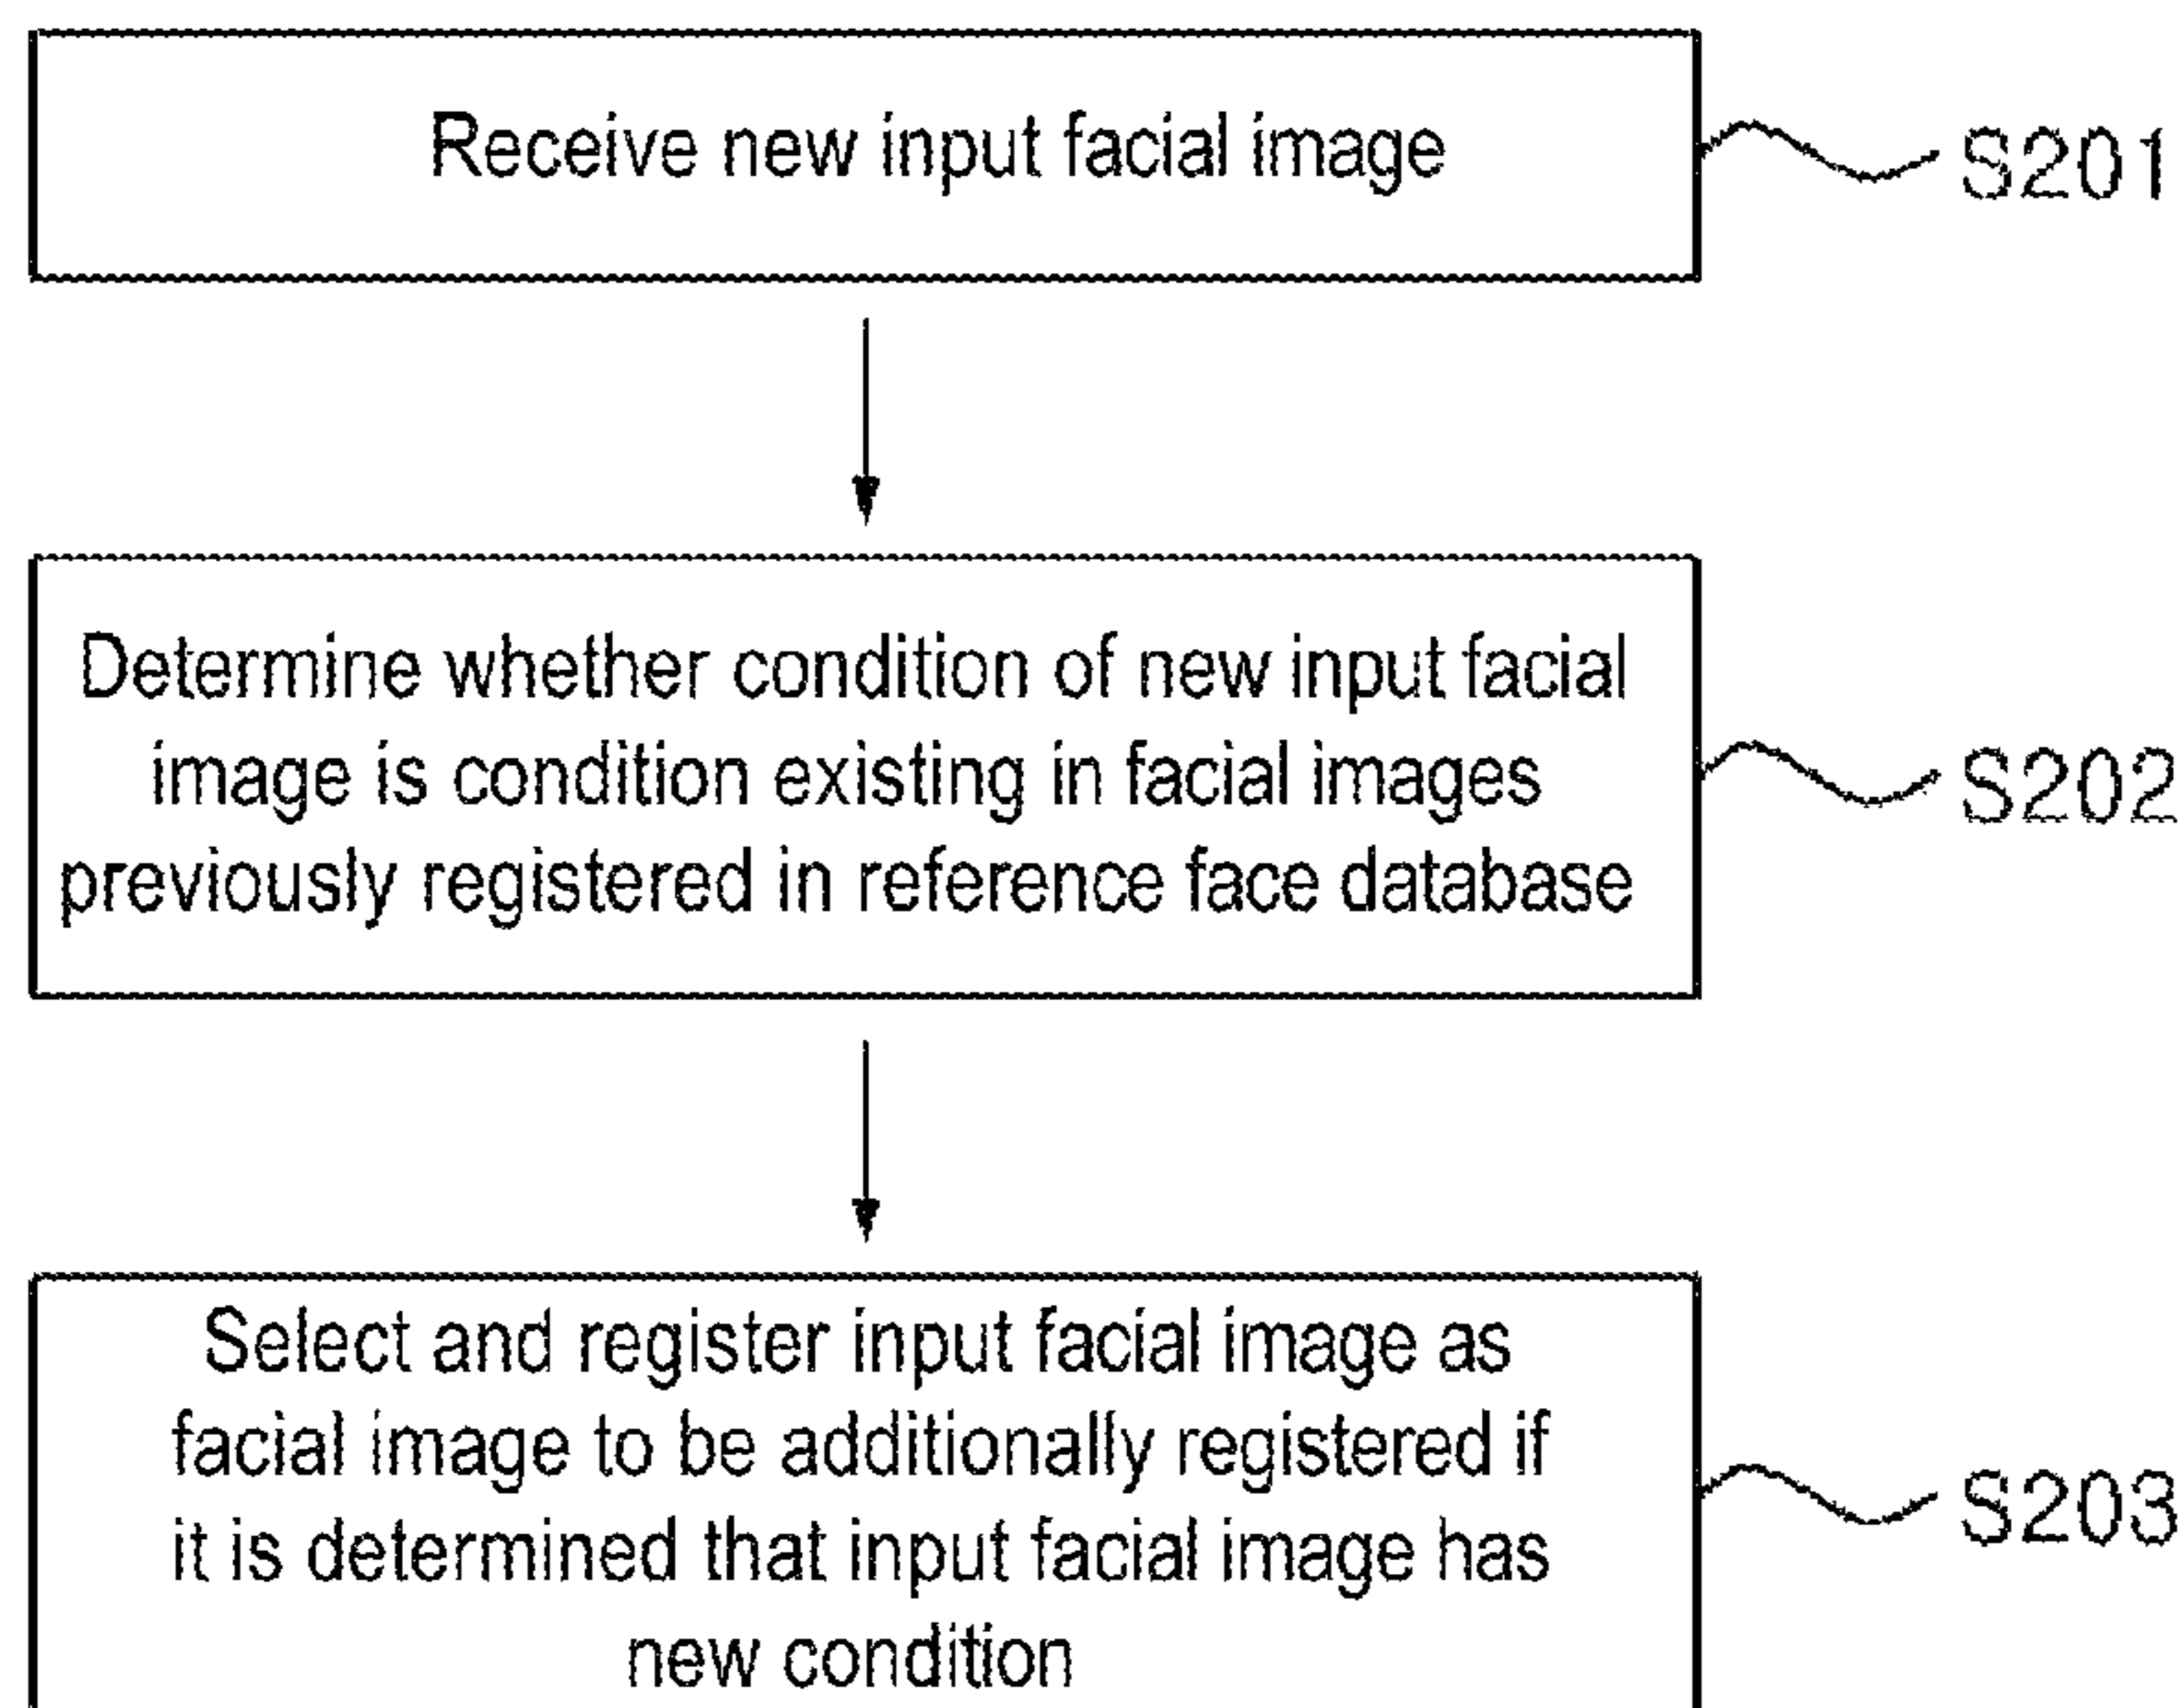 Receive new input facial image
S201
Determine whether condition of new input facial
image is condition existing in facial images
previously registered in reference face database
S202
Select and register input facial image as
facial image to be additionally registered if
it is determined that input facial image has
new condition
S203